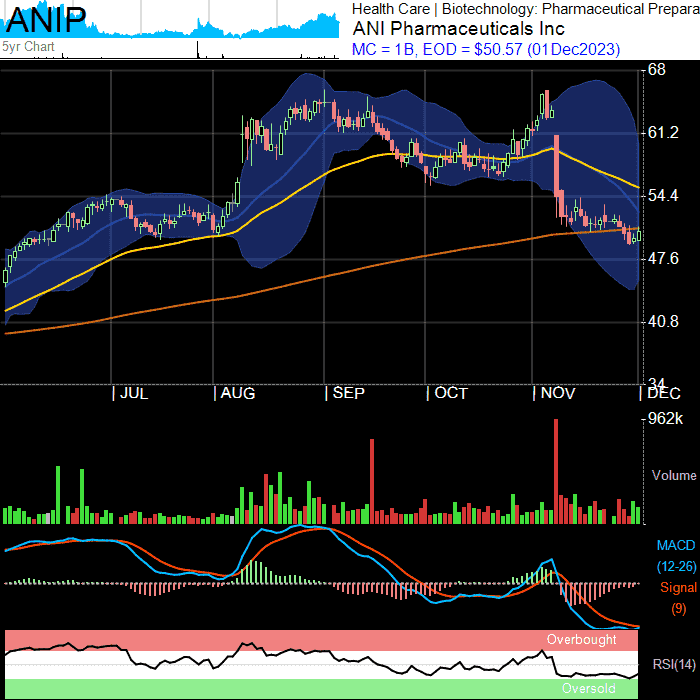 ANIP
5yr Chart
Health Care | Biotechnology: Pharmaceutical Prepara
ANI Pharmaceuticals Inc
MC = 1B, EOD = $50.57 (01Dec2023)
68
61.2
54.4
47.6
40.8
34
JUL AUG SEP OCT NOV DEC
962k
Volume
MACD
(12-26)
Signal
(9)
Overbought
RSI(14)
Oversold